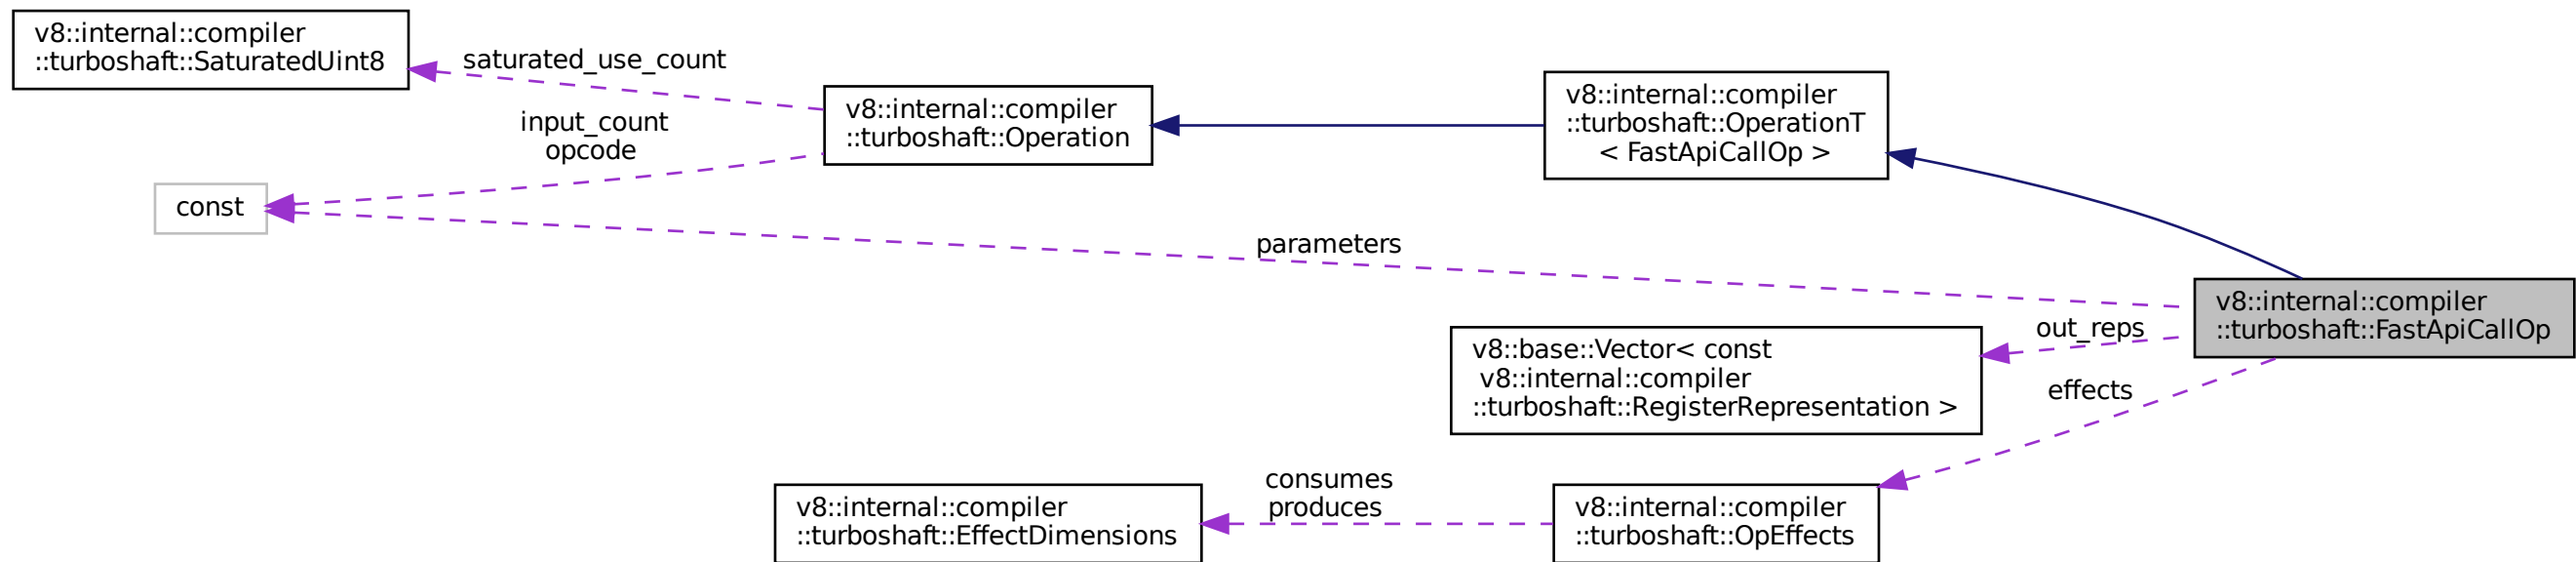 v8::internal::compiler
::turboshaft::SaturatedUint8
saturated_use_count
input_count
opcode
const
v8::internal::compiler
::turboshaft::Operation
v8::internal::compiler
::turboshaft::OperationT
< FastApiCallOp >
parameters
v8::internal::compiler
::turboshaft::FastApiCallOp
out_reps
v8::base::Vector< const
v8::internal::compiler
::turboshaft::RegisterRepresentation >
effects
consumes
produces
v8::internal::compiler
::turboshaft::EffectDimensions
v8::internal::compiler
::turboshaft::OpEffects